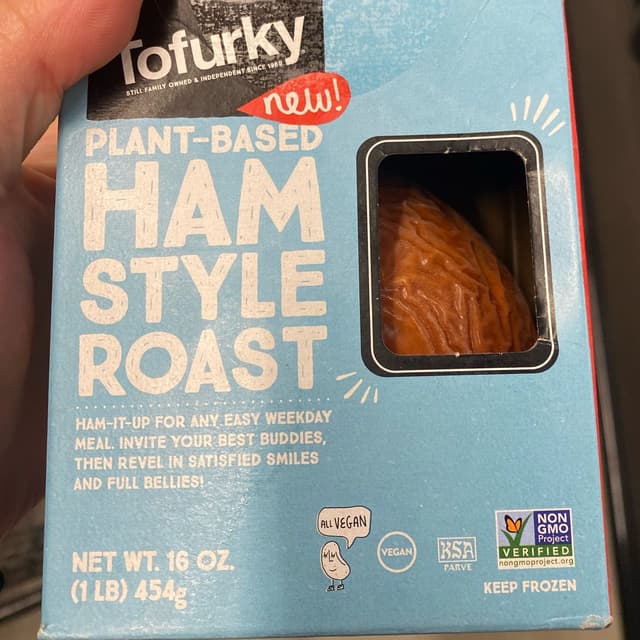 Tofurky
STILL FAMILY OWNED & INDEPENDENT SINCE 1980
new!
PLANT-BASED
HAM
STYLE
ROAST
HAM-IT-UP FOR ANY EASY WEEKDAY
MEAL. INVITE YOUR BEST BUDDIES,
THEN REVEL IN SATISFIED SMILES
AND FULL BELLIES!
ALL VEGAN
VEGAN
KSA
PARVE
NON
GMO
Project
VERIFIED
nongmoproject.org
NET WT. 16 OZ.
(1 LB) 454g
KEEP FROZEN